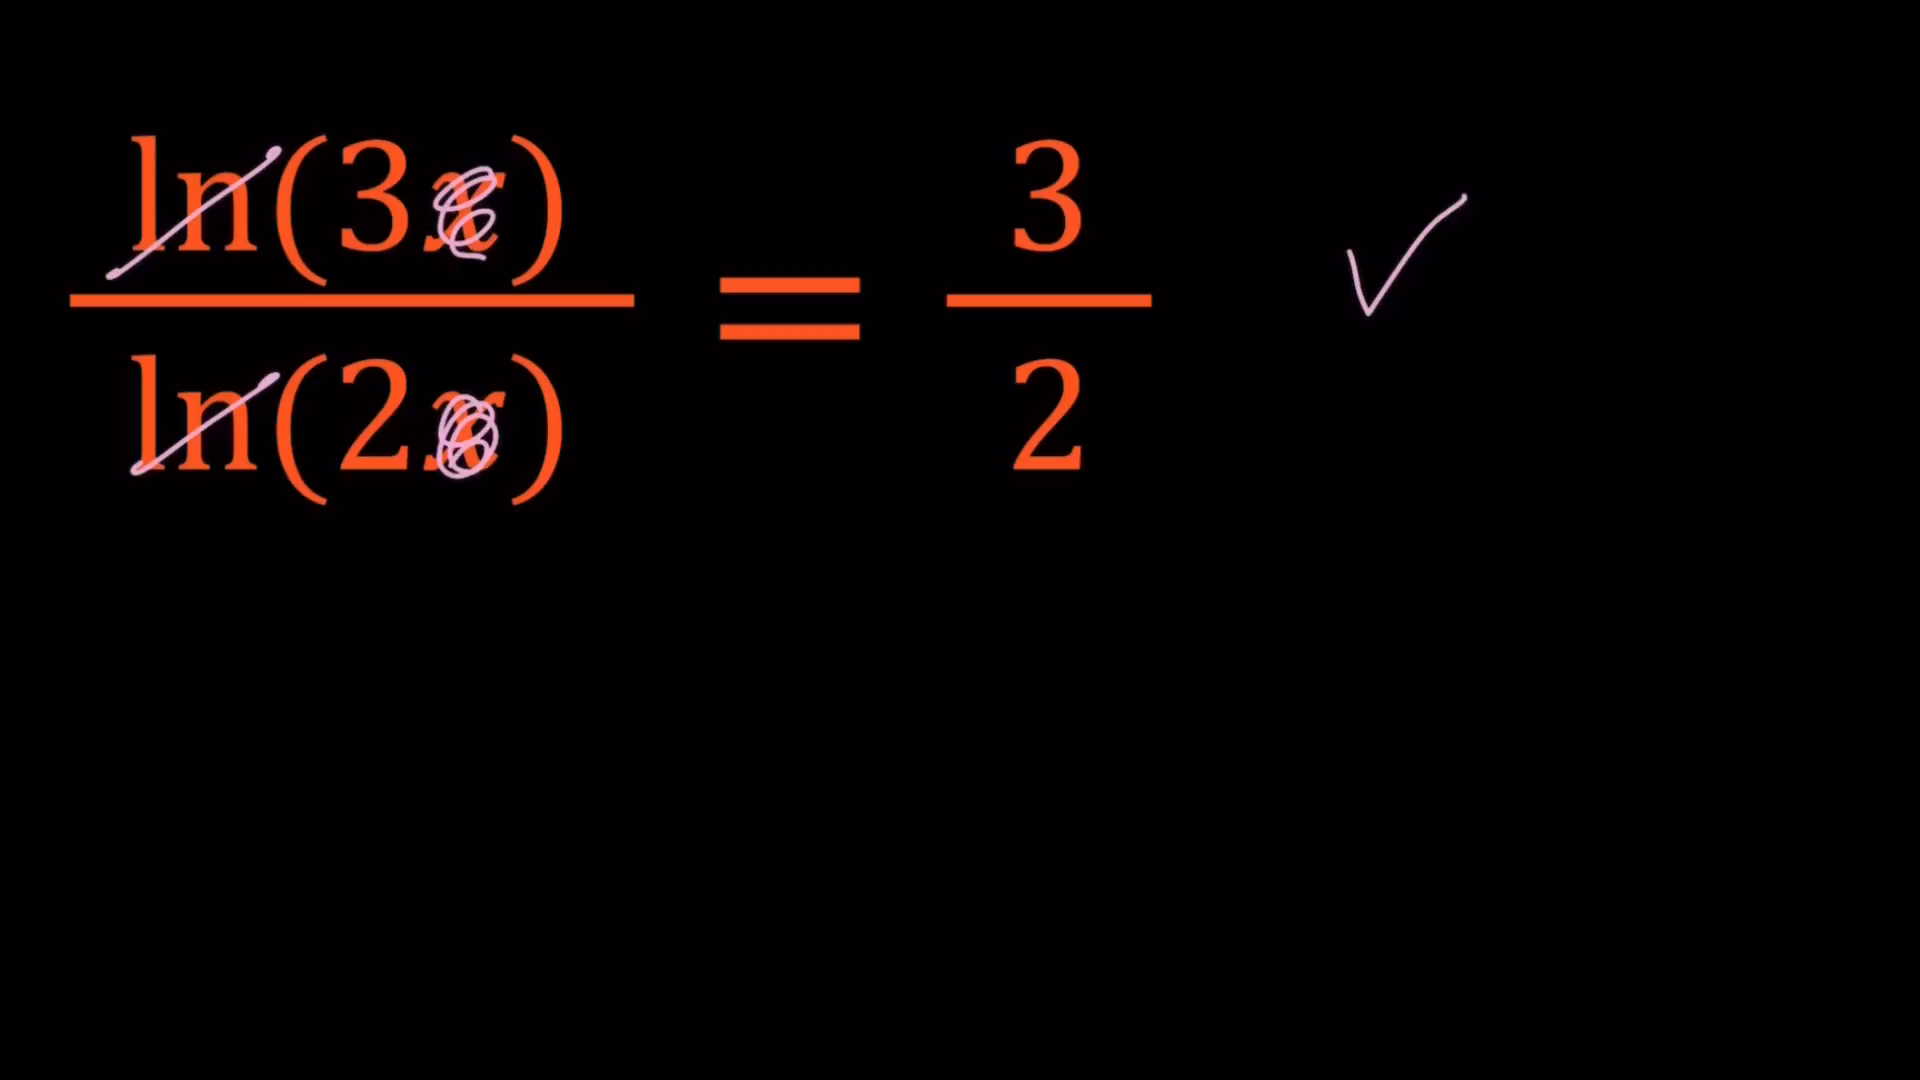 ln(3x)
ln(2x)
=
3
2